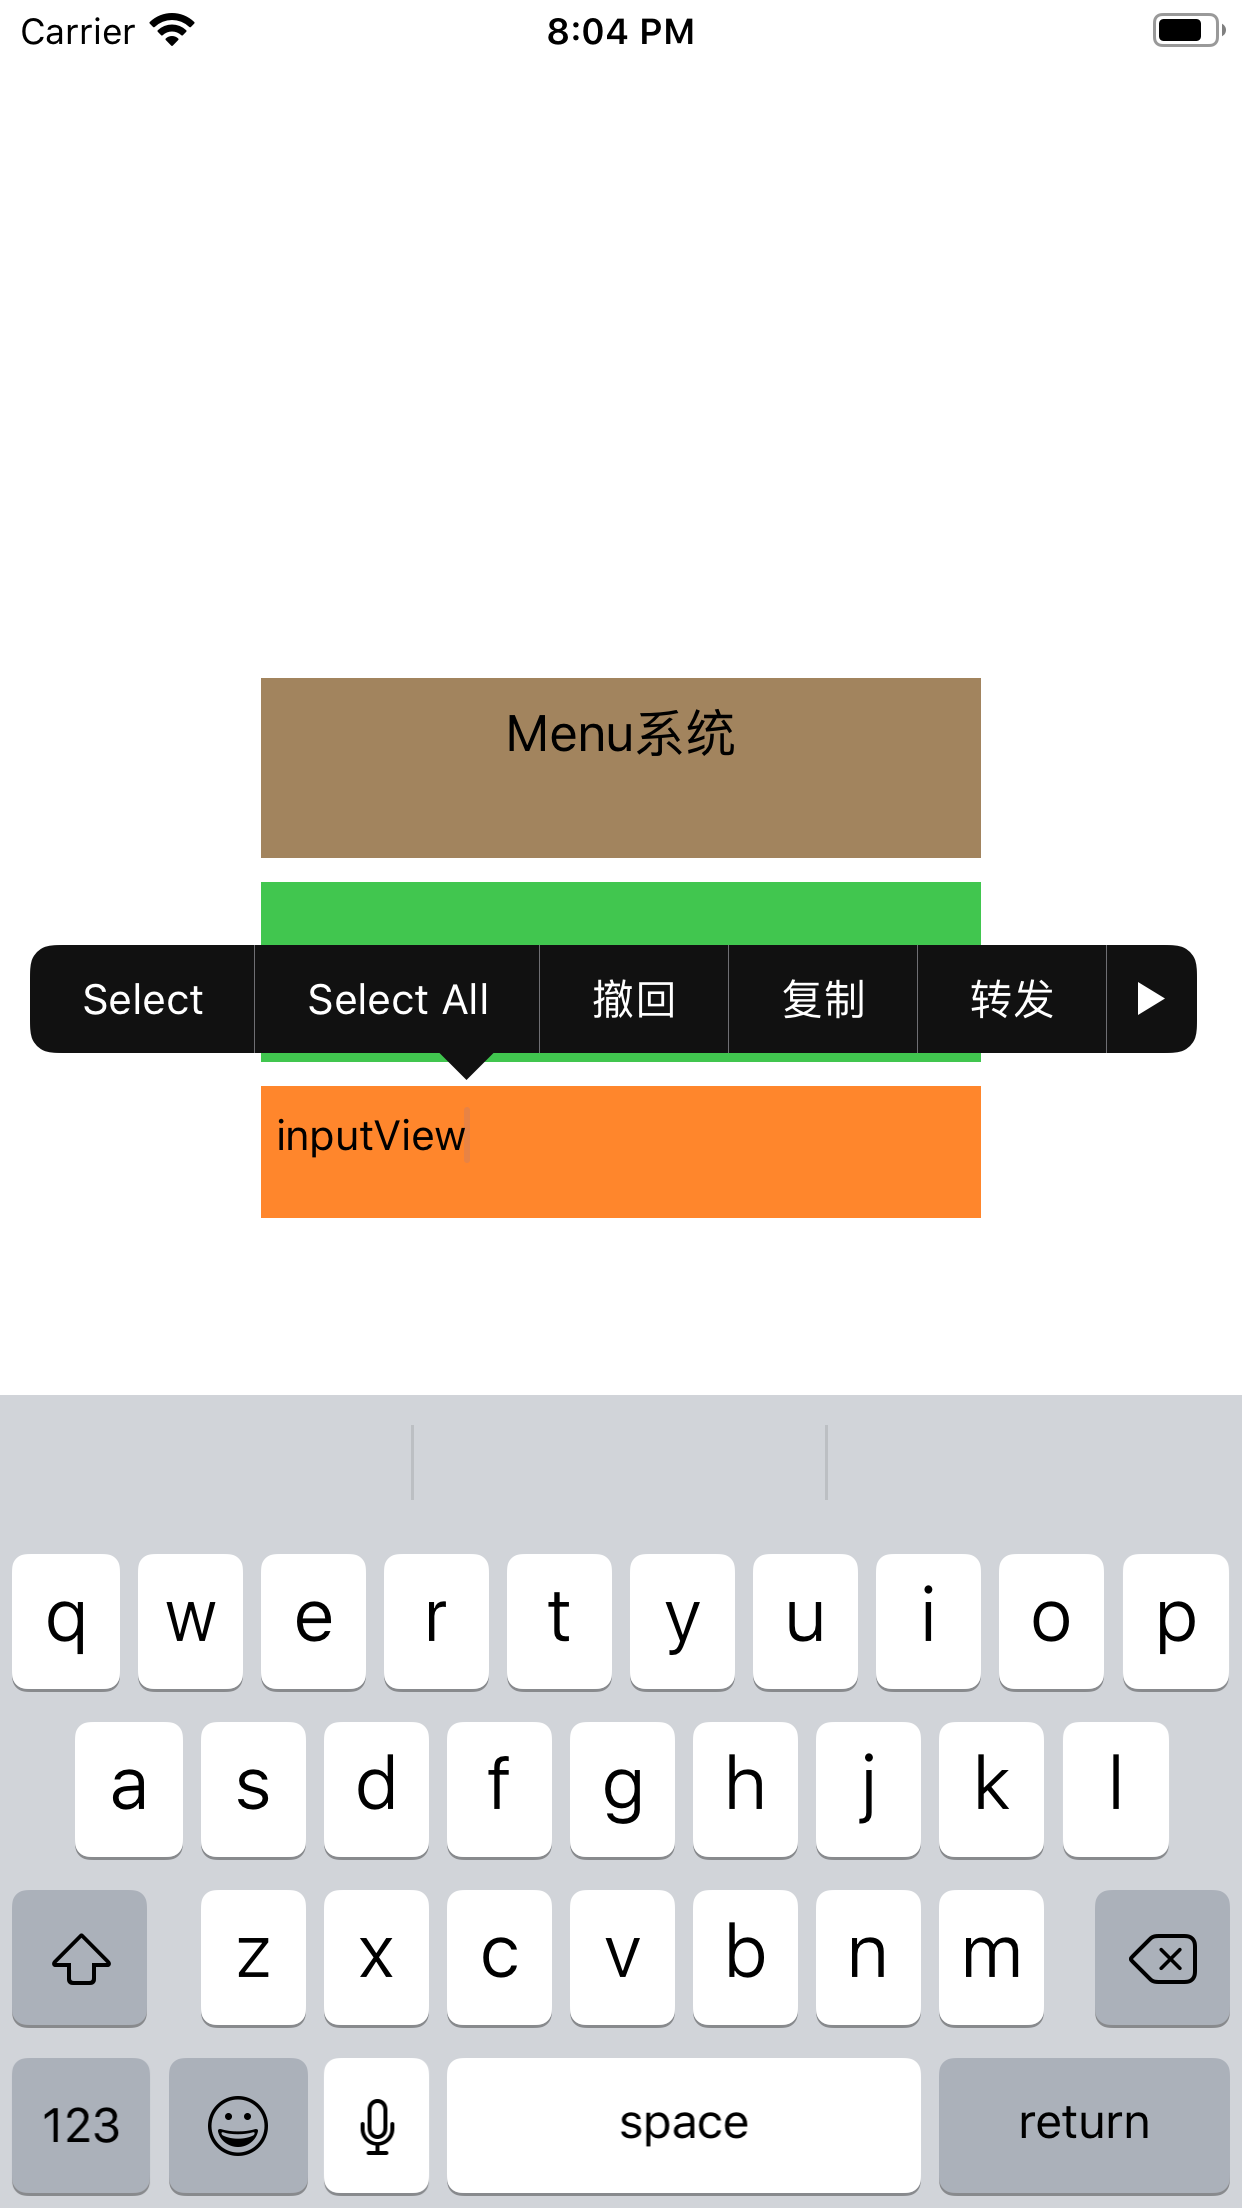 Carrier 8:04 PM
Menu系统
Select Select All 撤回 复制 转发
inputView
q w e r t y u i o p
a s d f g h j k l
z x c v b n m
123 space return